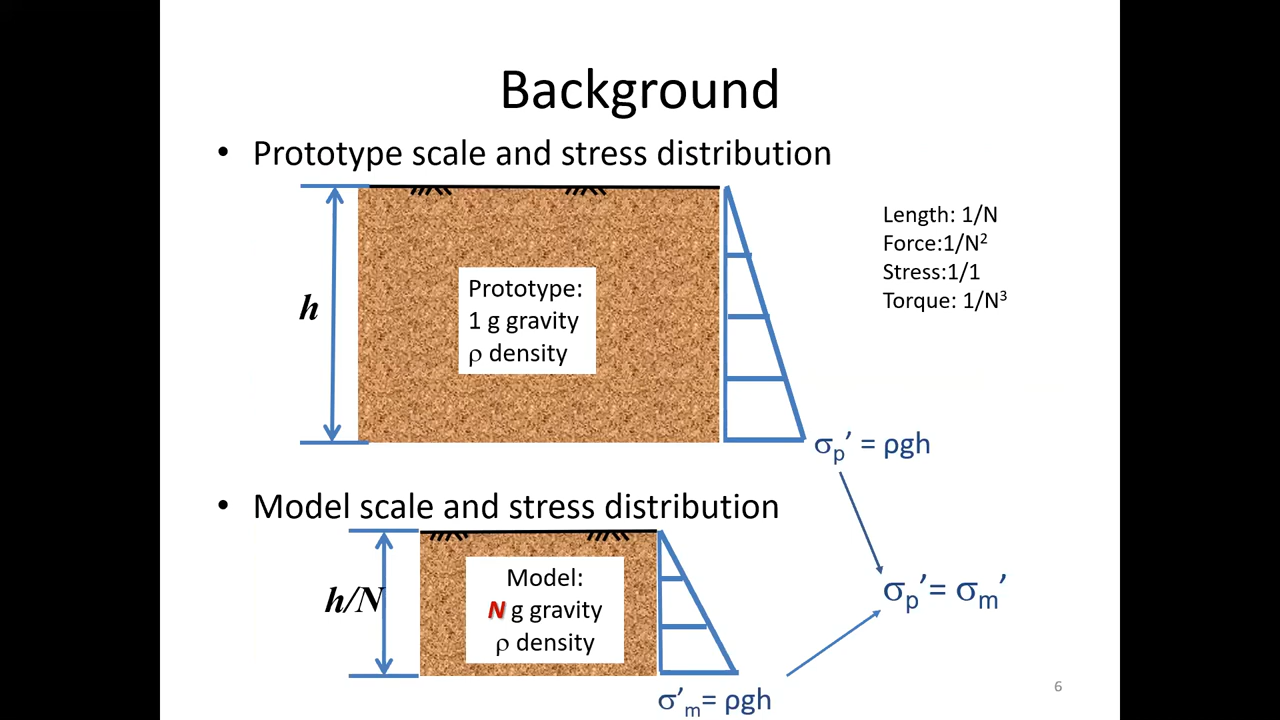 Background
• Prototype scale and stress distribution
Length: 1/N
Force:1/N²
Stress:1/1
Torque: 1/N³
h
Prototype:
1 g gravity
ρ density
σp′ = ρgh
• Model scale and stress distribution
h/N
Model:
N g gravity
ρ density
σp′= σm′
σ′m= ρgh
6